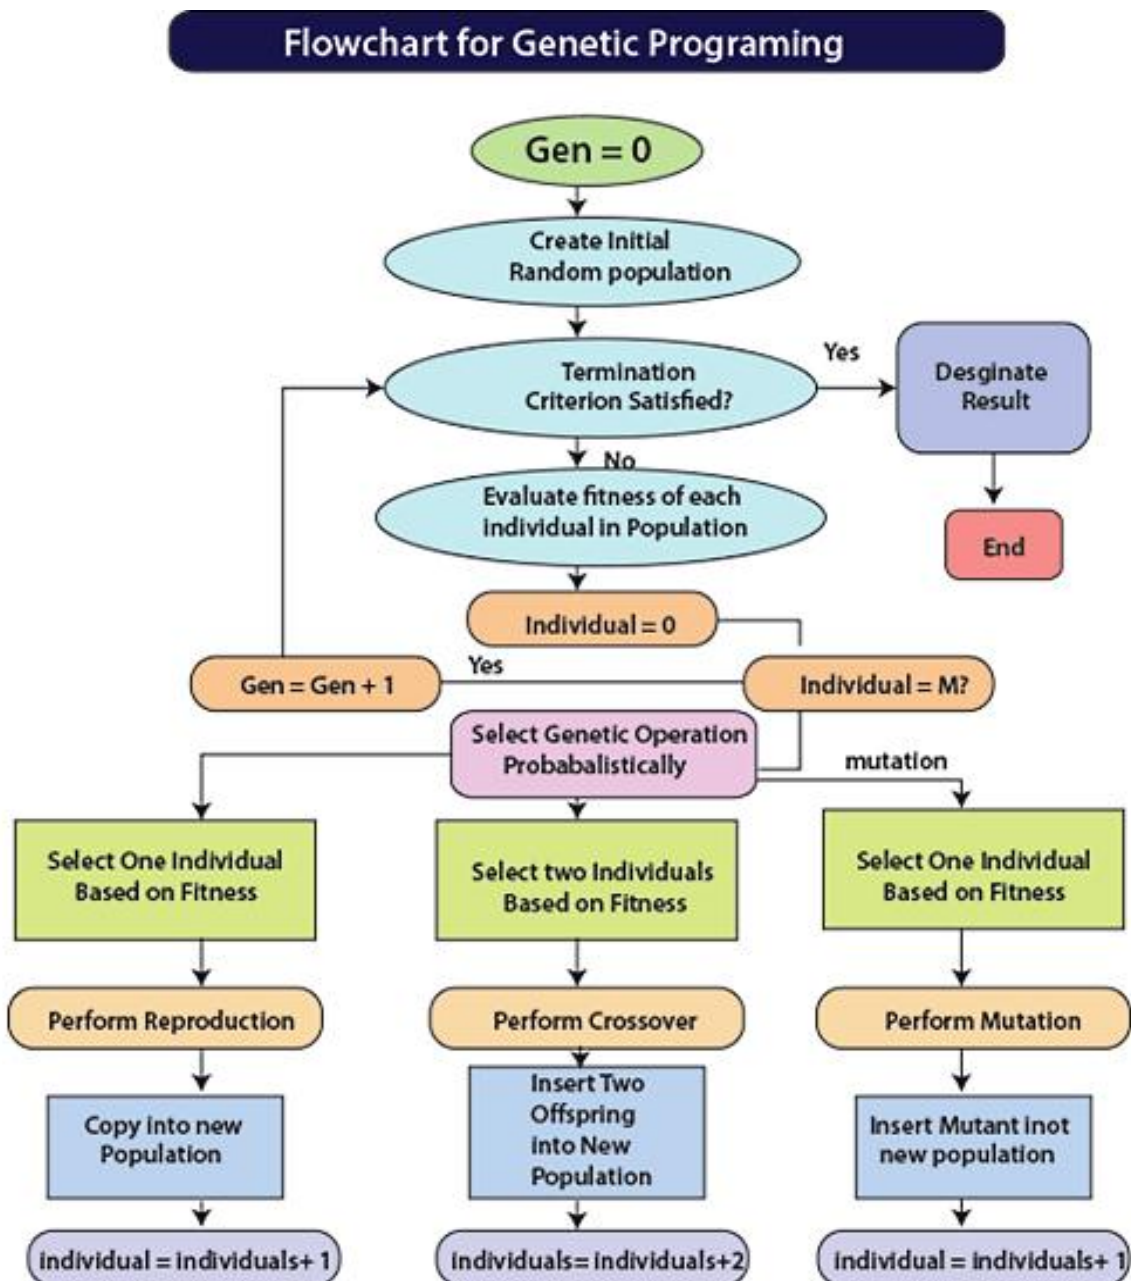 Flowchart for Genetic Programing
Gen = 0
Create Initial
Random population
Termination
Criterion Satisfied?
Yes
Desginate
Result
No
Evaluate fitness of each
individual in Population
End
Individual = 0
Yes
Gen = Gen + 1
Individual = M?
Select Genetic Operation
Probabalistically
mutation
Select One Individual
Based on Fitness
Select two Individuals
Based on Fitness
Select One Individual
Based on Fitness
Perform Reproduction
Perform Crossover
Perform Mutation
Copy into new
Population
Insert Two
Offspring
into New
Population
Insert Mutant inot
new population
individual = individuals+ 1
individuals= individuals+2
individual = individuals+ 1